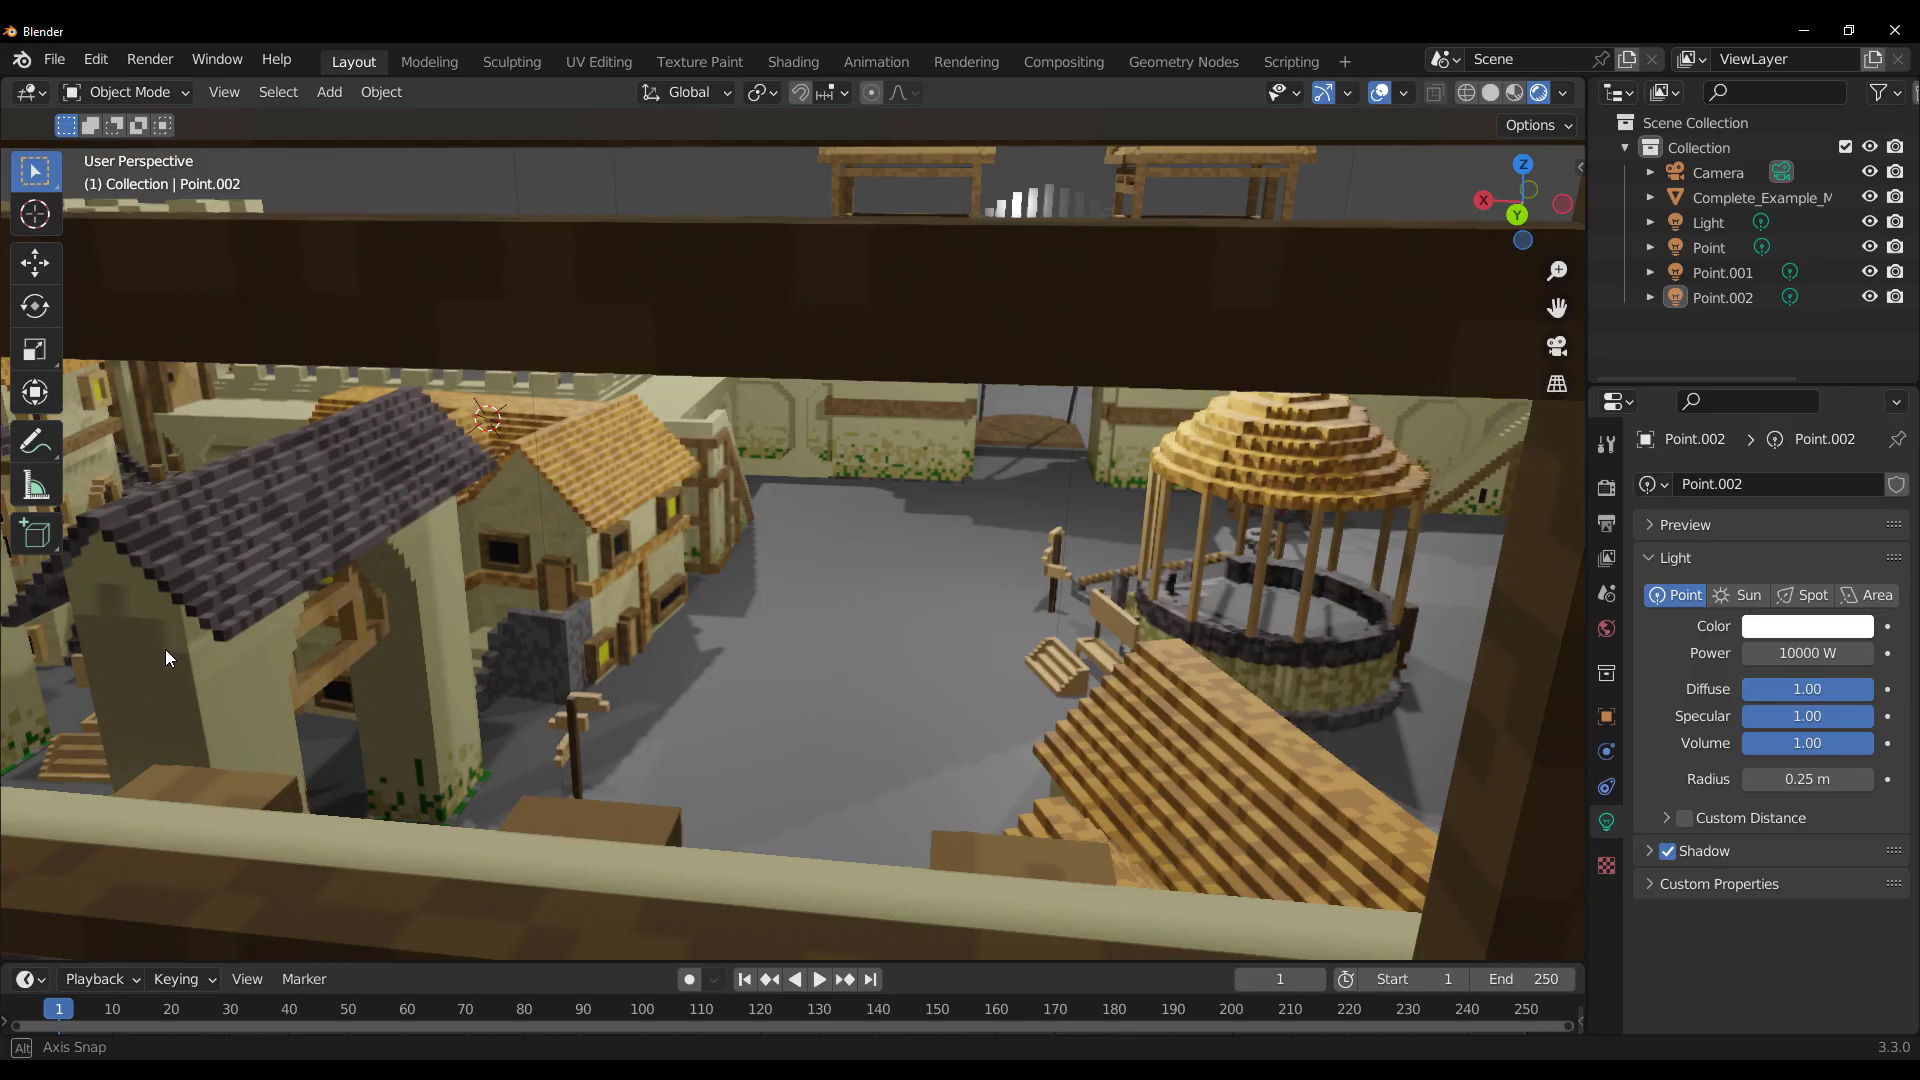 Blender
File Edit Render Window Help Layout Modeling Sculpting UV Editing Texture Paint Shading Animation Rendering Compositing Geometry Nodes Scripting Scene ViewLayer
Object Mode View Select Add Object Global
Options
User Perspective
(1) Collection | Point.002
Z
X
Y
Scene Collection
Collection
Camera
Complete_Example_M
Light
Point
Point.001
Point.002
Point.002 Point.002
Point.002
Preview
Light
Point Sun Spot Area
Color
Power 10000 W
Diffuse 1.00
Specular 1.00
Volume 1.00
Radius 0.25 m
Custom Distance
Shadow
Custom Properties
Playback Keying View Marker 1 Start 1 End 250
1 10 20 30 40 50 60 70 80 90 100 110 120 130 140 150 160 170 180 190 200 210 220 230 240 250
Alt Axis Snap 3.3.0